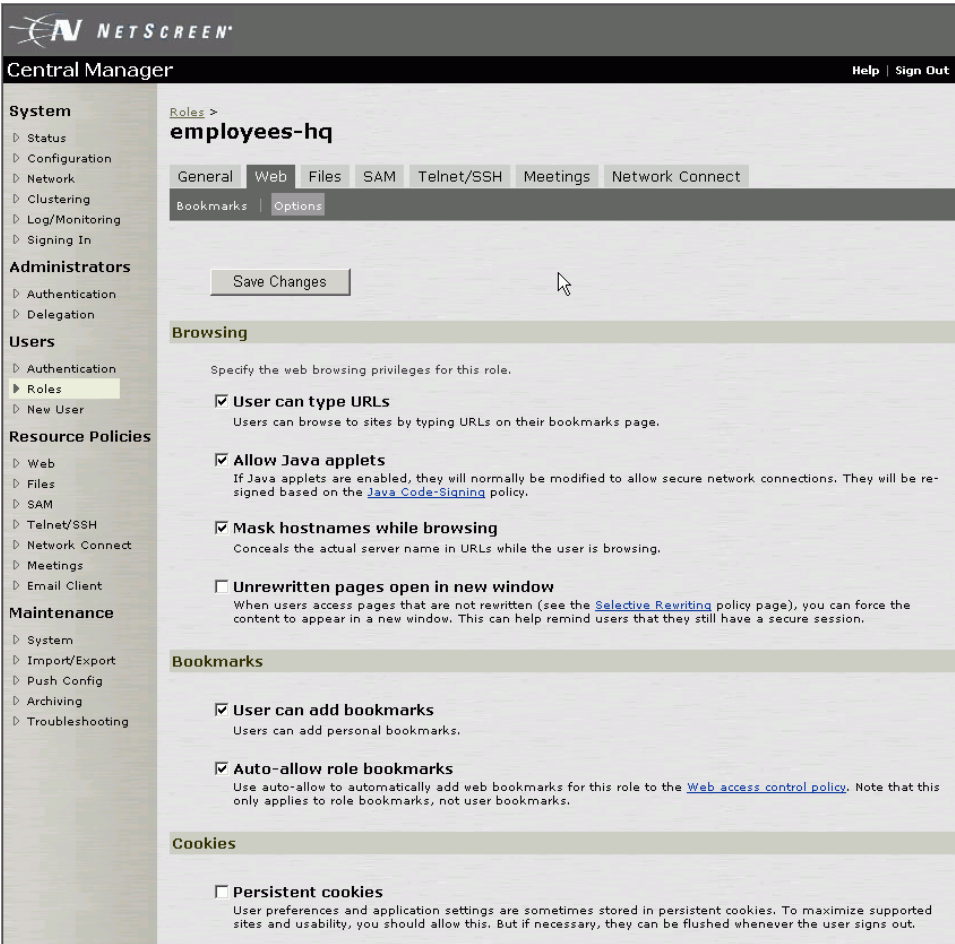 NETSCREEN
Central Manager
Help | Sign Out
System
Status
Configuration
Network
Clustering
Log/Monitoring
Signing In
Administrators
Authentication
Delegation
Users
Authentication
Roles
New User
Resource Policies
Web
Files
SAM
Telnet/SSH
Network Connect
Meetings
Email Client
Maintenance
System
Import/Export
Push Config
Archiving
Troubleshooting
Roles >
employees-hq
General Web Files SAM Telnet/SSH Meetings Network Connect
Bookmarks | Options
Save Changes
Browsing
Specify the web browsing privileges for this role.
User can type URLs
Users can browse to sites by typing URLs on their bookmarks page.
Allow Java applets
If Java applets are enabled, they will normally be modified to allow secure network connections. They will be re-
signed based on the Java Code-Signing policy.
Mask hostnames while browsing
Conceals the actual server name in URLs while the user is browsing.
Unrewritten pages open in new window
When users access pages that are not rewritten (see the Selective Rewriting policy page), you can force the
content to appear in a new window. This can help remind users that they still have a secure session.
Bookmarks
User can add bookmarks
Users can add personal bookmarks.
Auto-allow role bookmarks
Use auto-allow to automatically add web bookmarks for this role to the Web access control policy. Note that this
only applies to role bookmarks, not user bookmarks.
Cookies
Persistent cookies
User preferences and application settings are sometimes stored in persistent cookies. To maximize supported
sites and usability, you should allow this. But if necessary, they can be flushed whenever the user signs out.